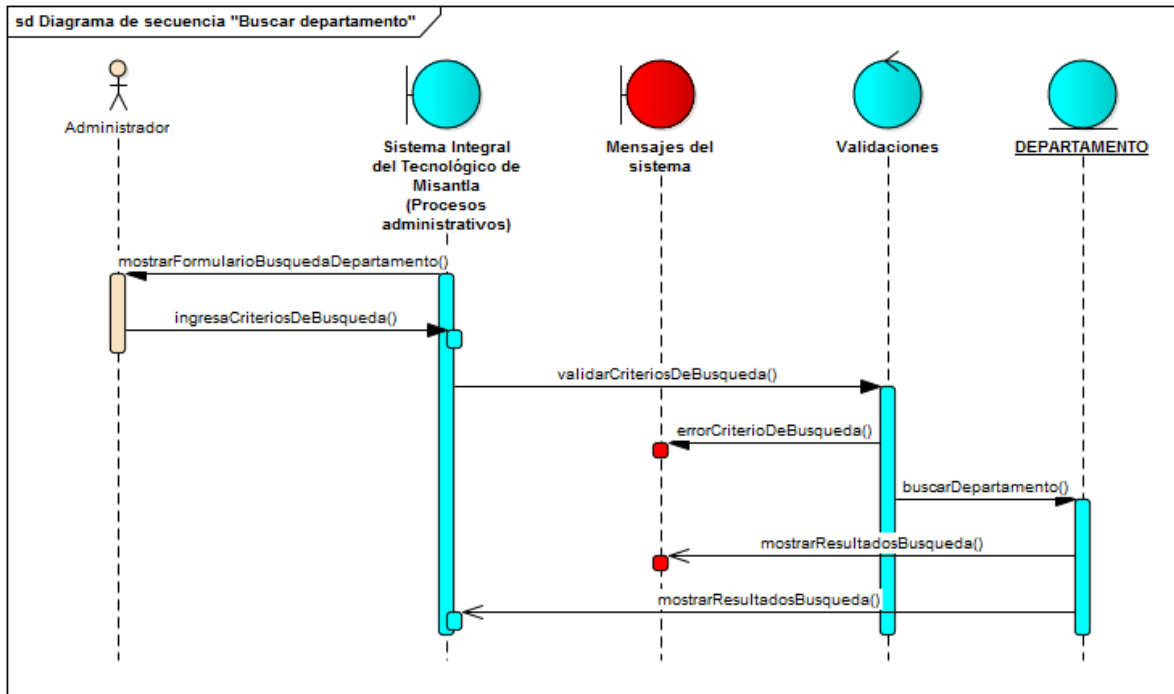 sd Diagrama de secuencia "Buscar departamento"
Administrador
Sistema Integral
del Tecnológico de
Misantla
(Procesos
administrativos)
Mensajes del
sistema
Validaciones
DEPARTAMENTO
mostrarFormularioBusquedaDepartamento()
ingresaCriteriosDeBusqueda()
validarCriteriosDeBusqueda()
errorCriterioDeBusqueda()
buscarDepartamento()
mostrarResultadosBusqueda()
mostrarResultadosBusqueda()